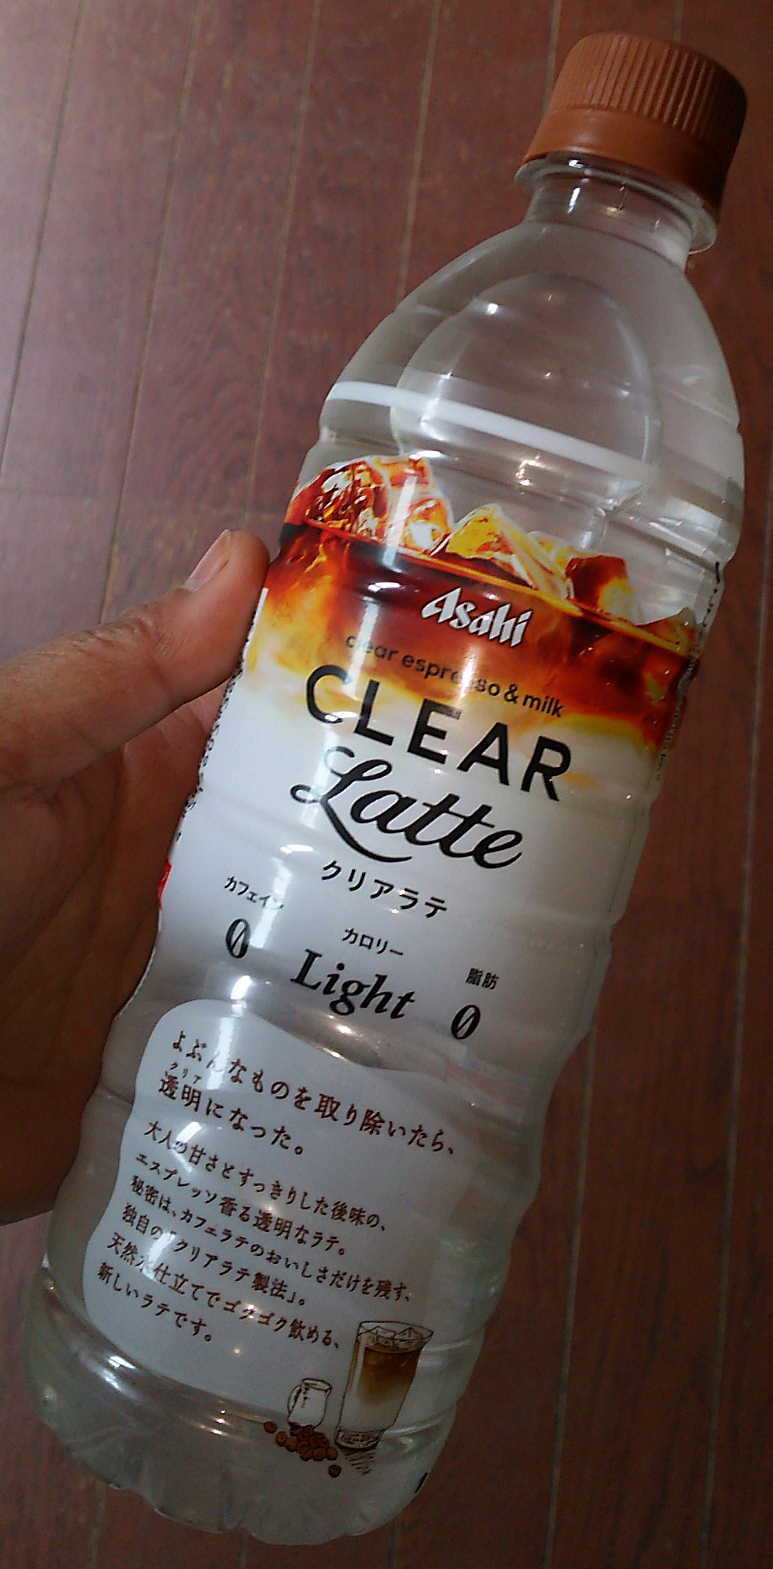 Asahi
clear espresso & milk
CLEAR
Latte
クリアラテ
カフェイン
0
カロリー
Light
脂肪
0
よぶんなものを取り除いたら、
クリア
透明になった。
大人の甘さとすっきりした後味の、
エスプレッソ香る透明なラテ。
秘密は、カフェラテのおいしさだけを残す、
独自の「クリアラテ製法」。
天然水仕立てでゴクゴク飲める、
新しいラテです。